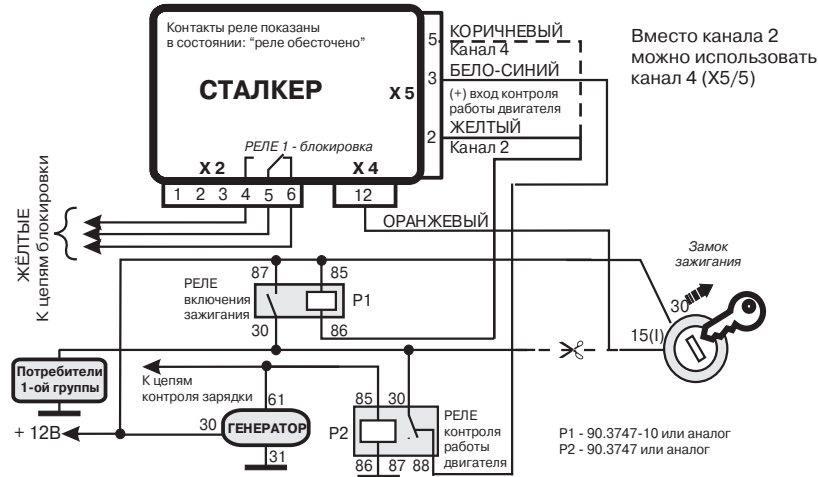 Контакты реле показаны
в состоянии: “реле обесточено”
СТАЛКЕР
X 5
5
3
2
КОРИЧНЕВЫЙ
Канал 4
БЕЛО-СИНИЙ
(+) вход контроля
работы двигателя
ЖЕЛТЫЙ
Канал 2
Вместо канала 2
можно использовать
канал 4 (X5/5)
РЕЛЕ 1 - блокировка
X 2
X 4
1 2 3 4 5 6
12
ОРАНЖЕВЫЙ
ЖЁЛТЫЕ
К цепям блокировки
Замок
зажигания
30
15(I)
87
85
РЕЛЕ
включения
зажигания
P1
30
86
Потребители
1-ой группы
К цепям
контроля зарядки
61
85 30
+ 12В
30
ГЕНЕРАТОР
31
P2
РЕЛЕ
контроля
работы
двигателя
86 87 88
P1 - 90.3747-10 или аналог
P2 - 90.3747 или аналог